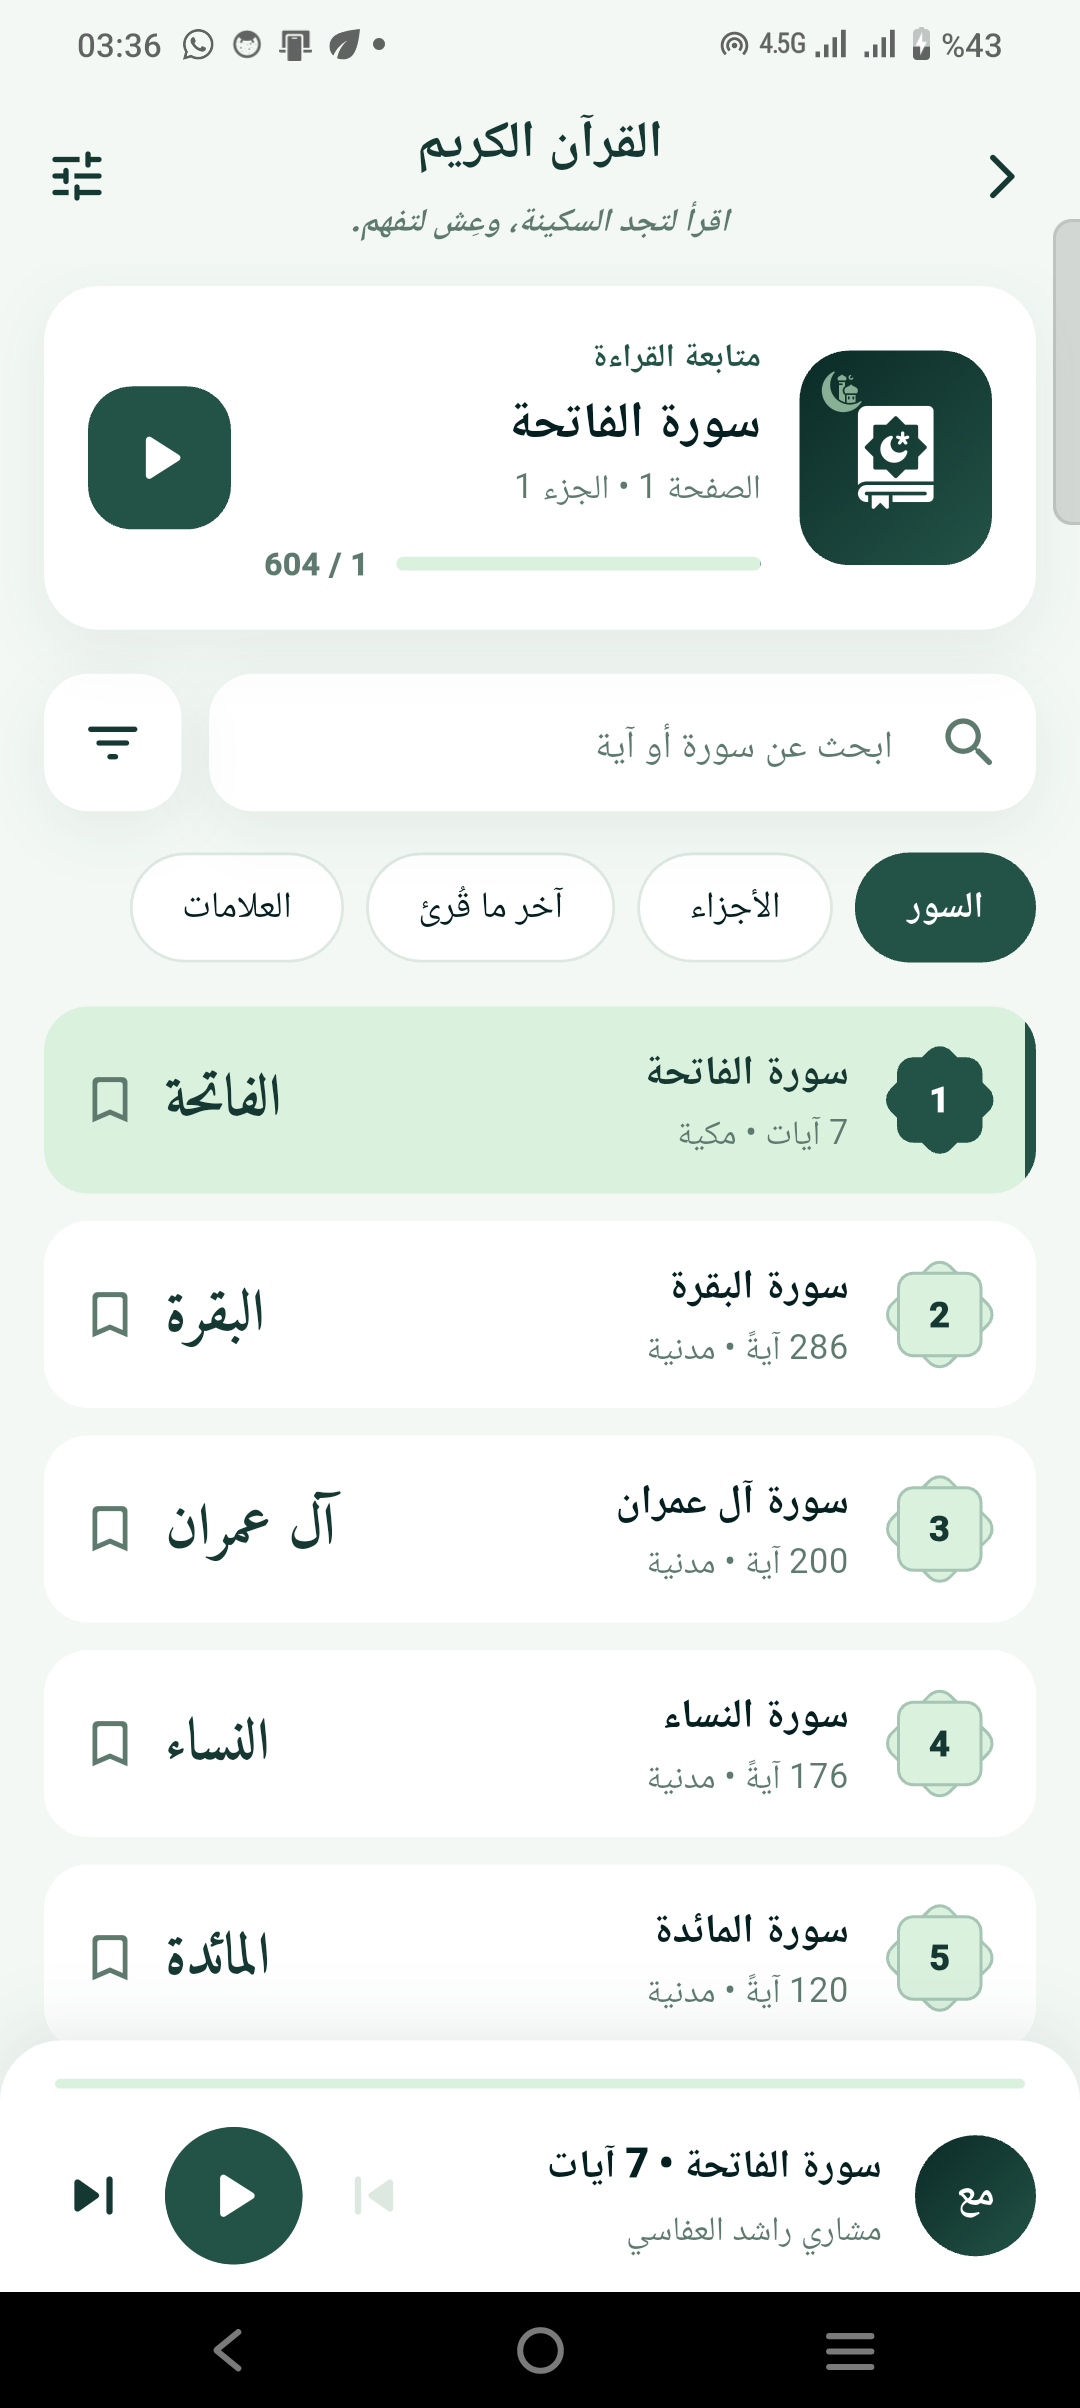 03:36
4.5G
%43
القرآن الكريم
اقرأ لتجد السكينة، وعِش لتفهم.
متابعة القراءة
سورة الفاتحة
الصفحة 1 • الجزء 1
1 / 604
ابحث عن سورة أو آية
السور
الأجزاء
آخر ما قُرئ
العلامات
1
سورة الفاتحة
7 آيات • مكية
الفاتحة
2
سورة البقرة
286 آيةً • مدنية
البقرة
3
سورة آل عمران
200 آية • مدنية
آل عمران
4
سورة النساء
176 آيةً • مدنية
النساء
5
سورة المائدة
120 آيةً • مدنية
المائدة
مع
سورة الفاتحة • 7 آيات
مشاري راشد العفاسي